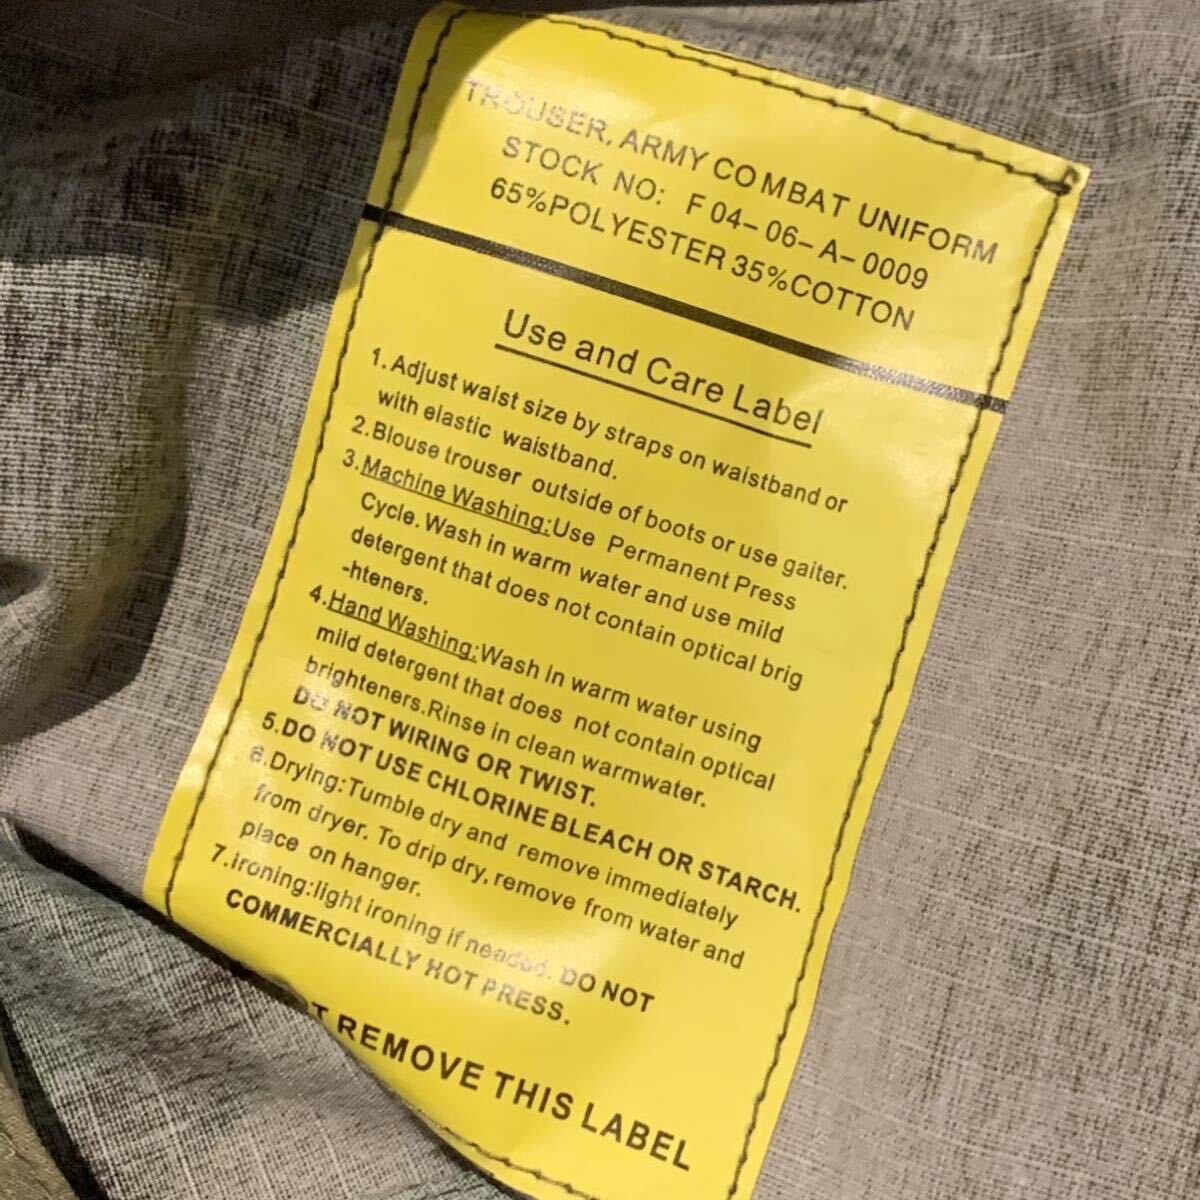 TROUSER, ARMY COMBAT UNIFORM
STOCK NO: F 04-06-A-0009
65%POLYESTER 35%COTTON
Use and Care Label
1. Adjust waist size by straps on waistband or
with elastic waistband.
2.Blouse trouser outside of boots or use gaiter.
3.Machine Washing:Use Permanent Press
Cycle.Wash in warm water and use mild
detergent that does not contain optical brig
-hteners.
4.Hand Washing:Wash in warm water using
mild detergent that does not contain optical
brighteners.Rinse in clean warmwater.
DO NOT WIRING OR TWIST.
5.DO NOT USE CHLORINE BLEACH OR STARCH.
6.Drying:Tumble dry and remove immediately
from dryer. To drip dry, remove from water and
place on hanger.
7.Ironing:light ironing if needed. DO NOT
COMMERCIALLY HOT PRESS.
REMOVE THIS LABEL